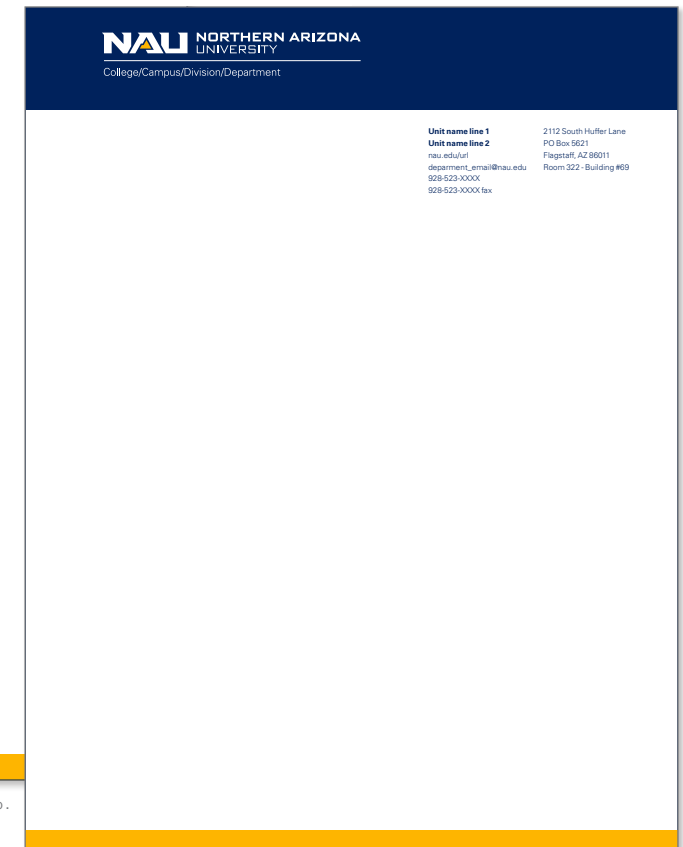 NAU NORTHERN ARIZONA
UNIVERSITY
College/Campus/Division/Department
Unit name line 1
Unit name line 2
nau.edu/url
deparment_email@nau.edu
928-523-XXXX
928-523-XXXX fax
2112 South Huffer Lane
PO Box 5621
Flagstaff, AZ 86011
Room 322 - Building #69